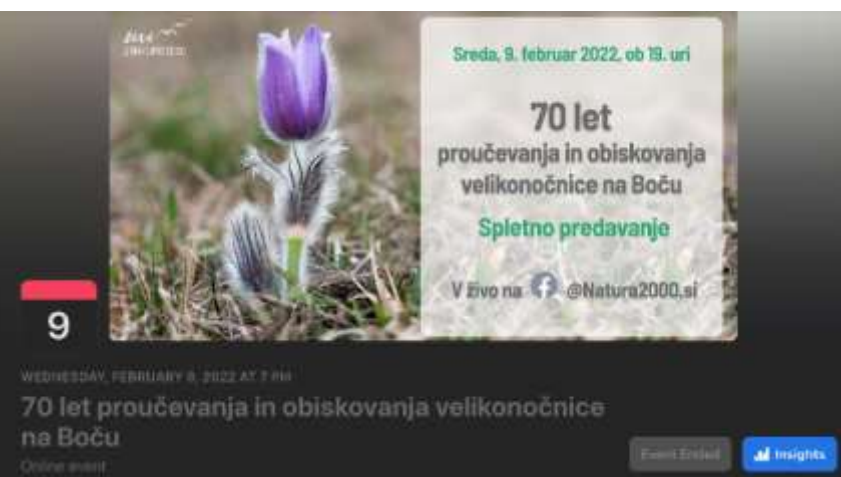 Sreda, 9. februar 2022, ob 19. uri
70 let
proučevanja in obiskovanja
velikonočnice na Boču
Spletno predavanje
V živo na @Natura2000.si
9
WEDNESDAY, FEBRUARY 9, 2022 AT 7 PM
70 let proučevanja in obiskovanja velikonočnice
na Boču
Online event
Event Ended
Insights